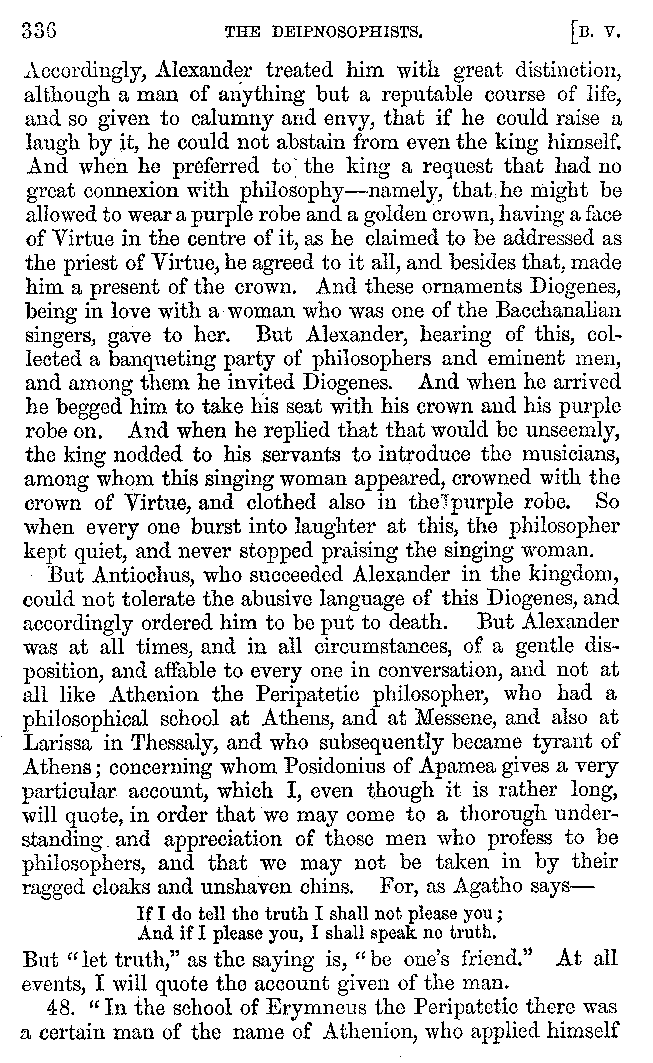 336 THE DEIPNOSOPHISTS. [B. V.
Accordingly, Alexander treated him with great distinction,
although a man of anything but a reputable course of life,
and so given to calumny and envy, that if he could raise a
laugh by it, he could not abstain from even the king himself.
And when he preferred to the king a request that had no
great connexion with philosophy—namely, that he might be
allowed to wear a purple robe and a golden crown, having a face
of Virtue in the centre of it, as he claimed to be addressed as
the priest of Virtue, he agreed to it all, and besides that, made
him a present of the crown. And these ornaments Diogenes,
being in love with a woman who was one of the Bacchanalian
singers, gave to her. But Alexander, hearing of this, col-
lected a banqueting party of philosophers and eminent men,
and among them he invited Diogenes. And when he arrived
he begged him to take his seat with his crown and his purple
robe on. And when he replied that that would be unseemly,
the king nodded to his servants to introduce the musicians,
among whom this singing woman appeared, crowned with the
crown of Virtue, and clothed also in the purple robe. So
when every one burst into laughter at this, the philosopher
kept quiet, and never stopped praising the singing woman.
But Antiochus, who succeeded Alexander in the kingdom,
could not tolerate the abusive language of this Diogenes, and
accordingly ordered him to be put to death. But Alexander
was at all times, and in all circumstances, of a gentle dis-
position, and affable to every one in conversation, and not at
all like Athenion the Peripatetic philosopher, who had a
philosophical school at Athens, and at Messene, and also at
Larissa in Thessaly, and who subsequently became tyrant of
Athens; concerning whom Posidonius of Apamea gives a very
particular account, which I, even though it is rather long,
will quote, in order that we may come to a thorough under-
standing and appreciation of those men who profess to be
philosophers, and that we may not be taken in by their
ragged cloaks and unshaven chins. For, as Agatho says—
If I do tell the truth I shall not please you;
And if I please you, I shall speak no truth.
But "let truth," as the saying is, "be one's friend." At all
events, I will quote the account given of the man.
48. "In the school of Erymneus the Peripatetic there was
a certain man of the name of Athenion, who applied himself